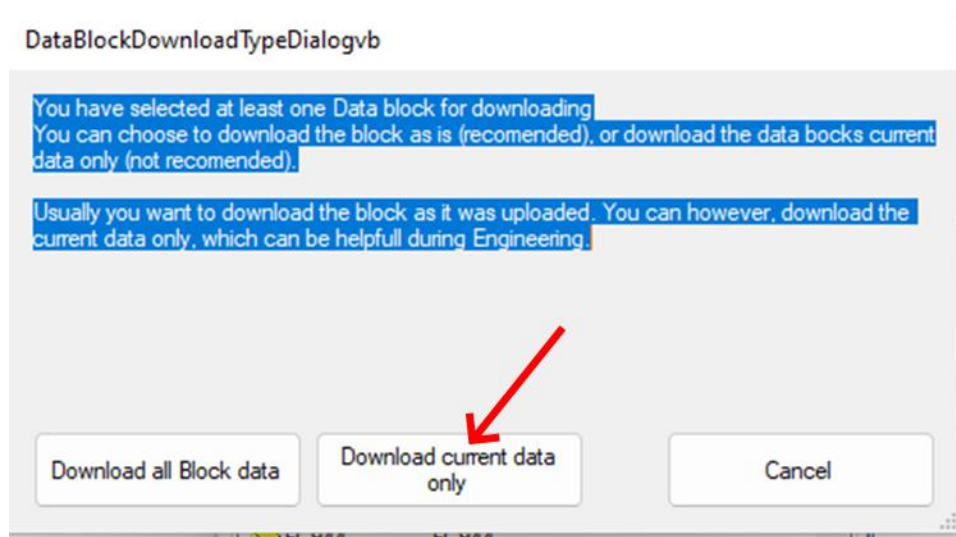 DataBlockDownloadTypeDialogvb
You have selected at least one Data block for downloading
You can choose to download the block as is (recomended), or download the data bocks current
data only (not recomended).
Usually you want to download the block as it was uploaded. You can however, download the
current data only, which can be helpfull during Engineering.
Download all Block data
Download current data
only
Cancel